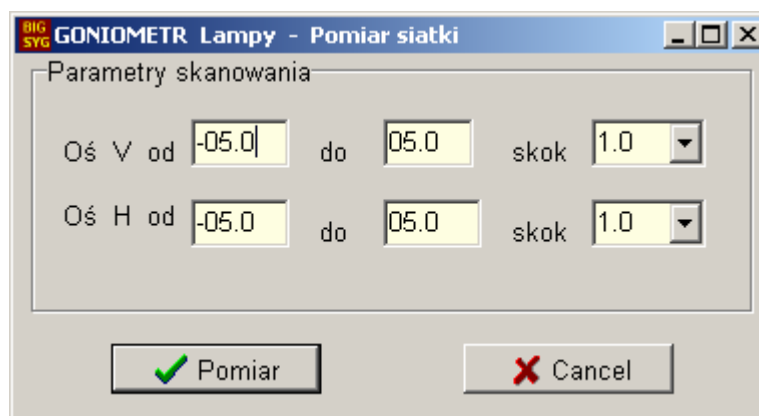 BIG SYG GONIOMETR Lampy - Pomiar siatki
Parametry skanowania
Oś V od -05.0 do 05.0 skok 1.0
Oś H od -05.0 do 05.0 skok 1.0
Pomiar Cancel